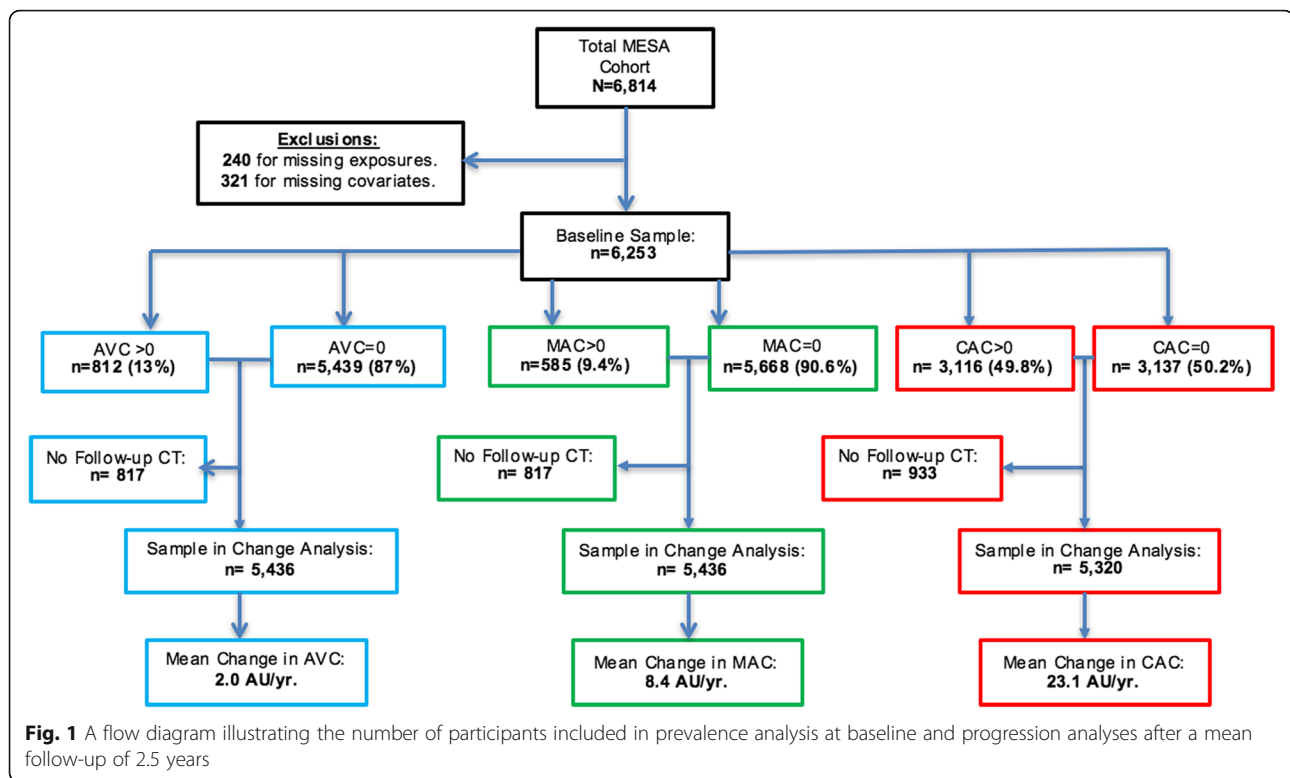 Total MESA
Cohort
N=6,814
Exclusions:
240 for missing exposures.
321 for missing covariates.
Baseline Sample:
n=6,253
AVC >0
n=812 (13%)
AVC=0
n=5,439 (87%)
MAC>0
n=585 (9.4%)
MAC=0
n=5,668 (90.6%)
CAC>0
n= 3,116 (49.8%)
CAC=0
n= 3,137 (50.2%)
No Follow-up CT:
n= 817
No Follow-up CT:
n= 817
No Follow-up CT:
n= 933
Sample in Change Analysis:
n= 5,436
Sample in Change Analysis:
n= 5,436
Sample in Change Analysis:
n= 5,320
Mean Change in AVC:
2.0 AU/yr.
Mean Change in MAC:
8.4 AU/yr.
Mean Change in CAC:
23.1 AU/yr.
Fig. 1 A flow diagram illustrating the number of participants included in prevalence analysis at baseline and progression analyses after a mean
follow-up of 2.5 years